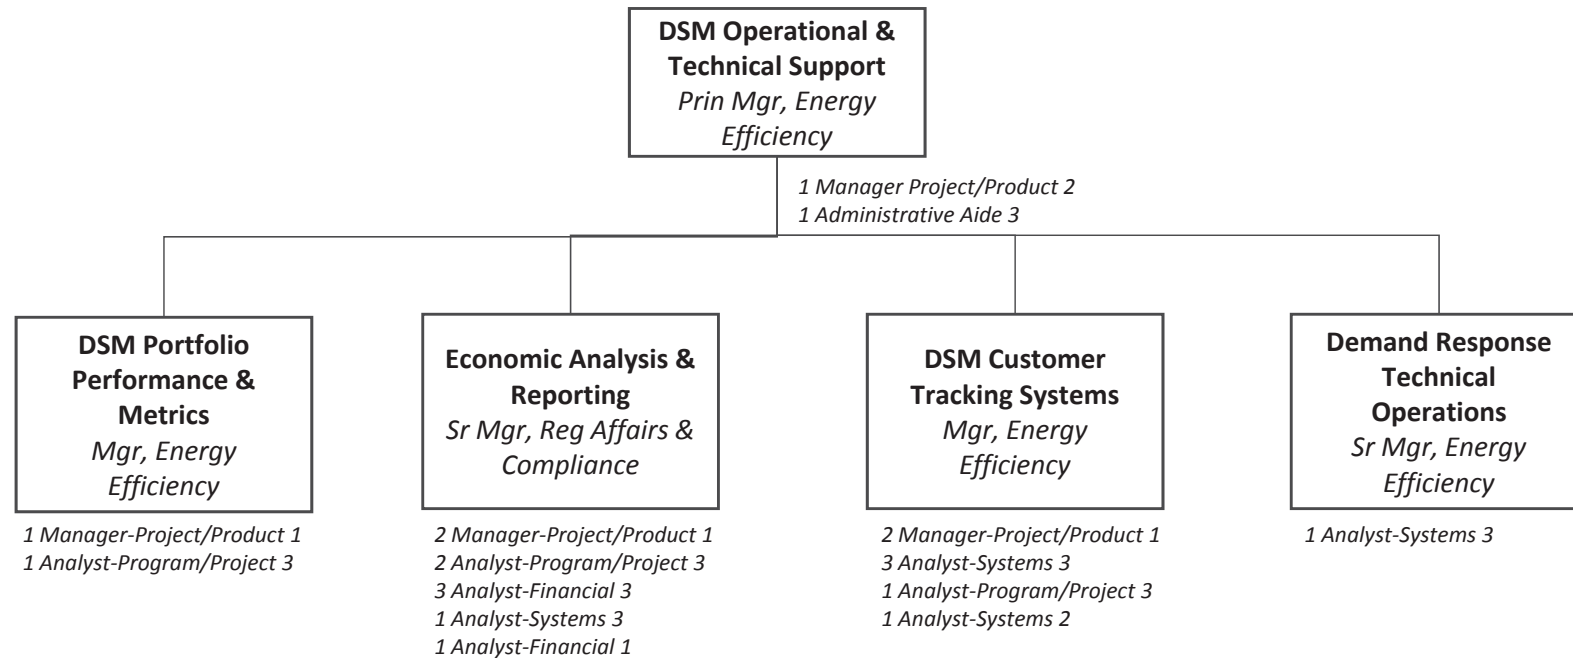 DSM Operational &
Technical Support
Prin Mgr, Energy
Efficiency
1 Manager Project/Product 2
1 Administrative Aide 3
DSM Portfolio
Performance &
Metrics
Mgr, Energy
Efficiency
1 Manager-Project/Product 1
1 Analyst-Program/Project 3
Economic Analysis &
Reporting
Sr Mgr, Reg Affairs &
Compliance
2 Manager-Project/Product 1
2 Analyst-Program/Project 3
3 Analyst-Financial 3
1 Analyst-Systems 3
1 Analyst-Financial 1
DSM Customer
Tracking Systems
Mgr, Energy
Efficiency
2 Manager-Project/Product 1
3 Analyst-Systems 3
1 Analyst-Program/Project 3
1 Analyst-Systems 2
Demand Response
Technical
Operations
Sr Mgr, Energy
Efficiency
1 Analyst-Systems 3